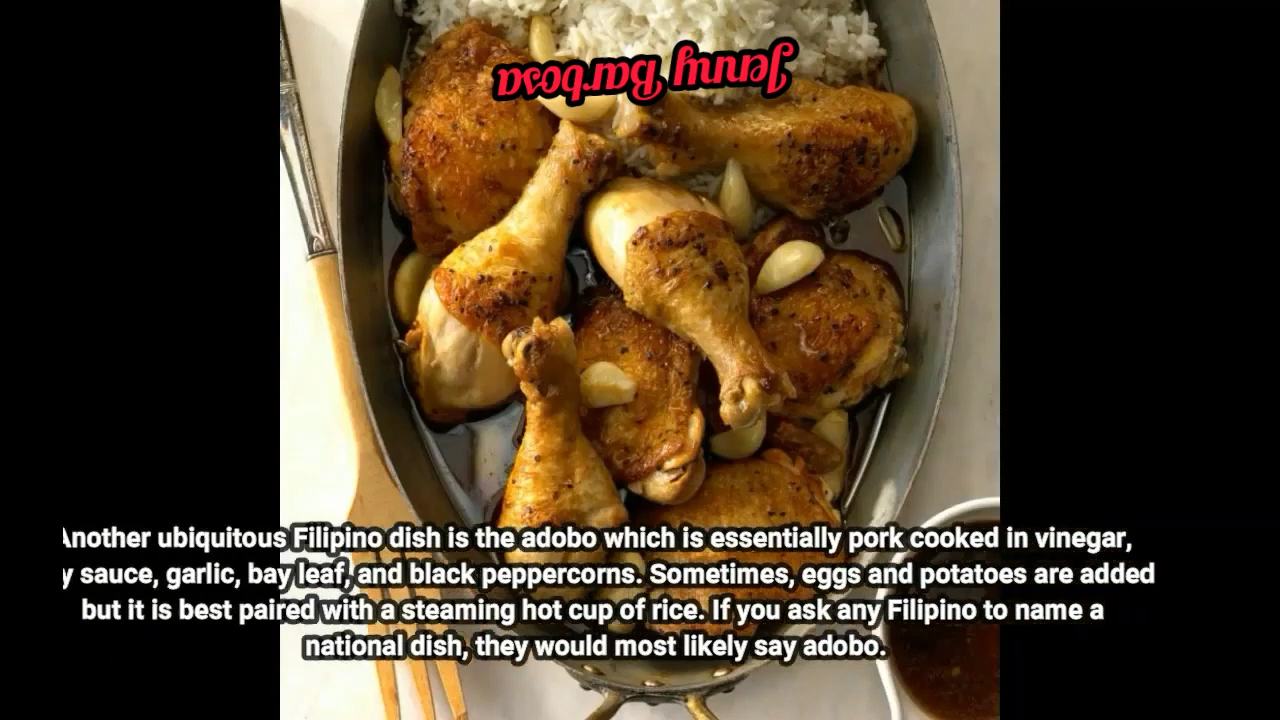 Jenny Barbosa
Another ubiquitous Filipino dish is the adobo which is essentially pork cooked in vinegar,
y sauce, garlic, bay leaf, and black peppercorns. Sometimes, eggs and potatoes are added
but it is best paired with a steaming hot cup of rice. If you ask any Filipino to name a
national dish, they would most likely say adobo.